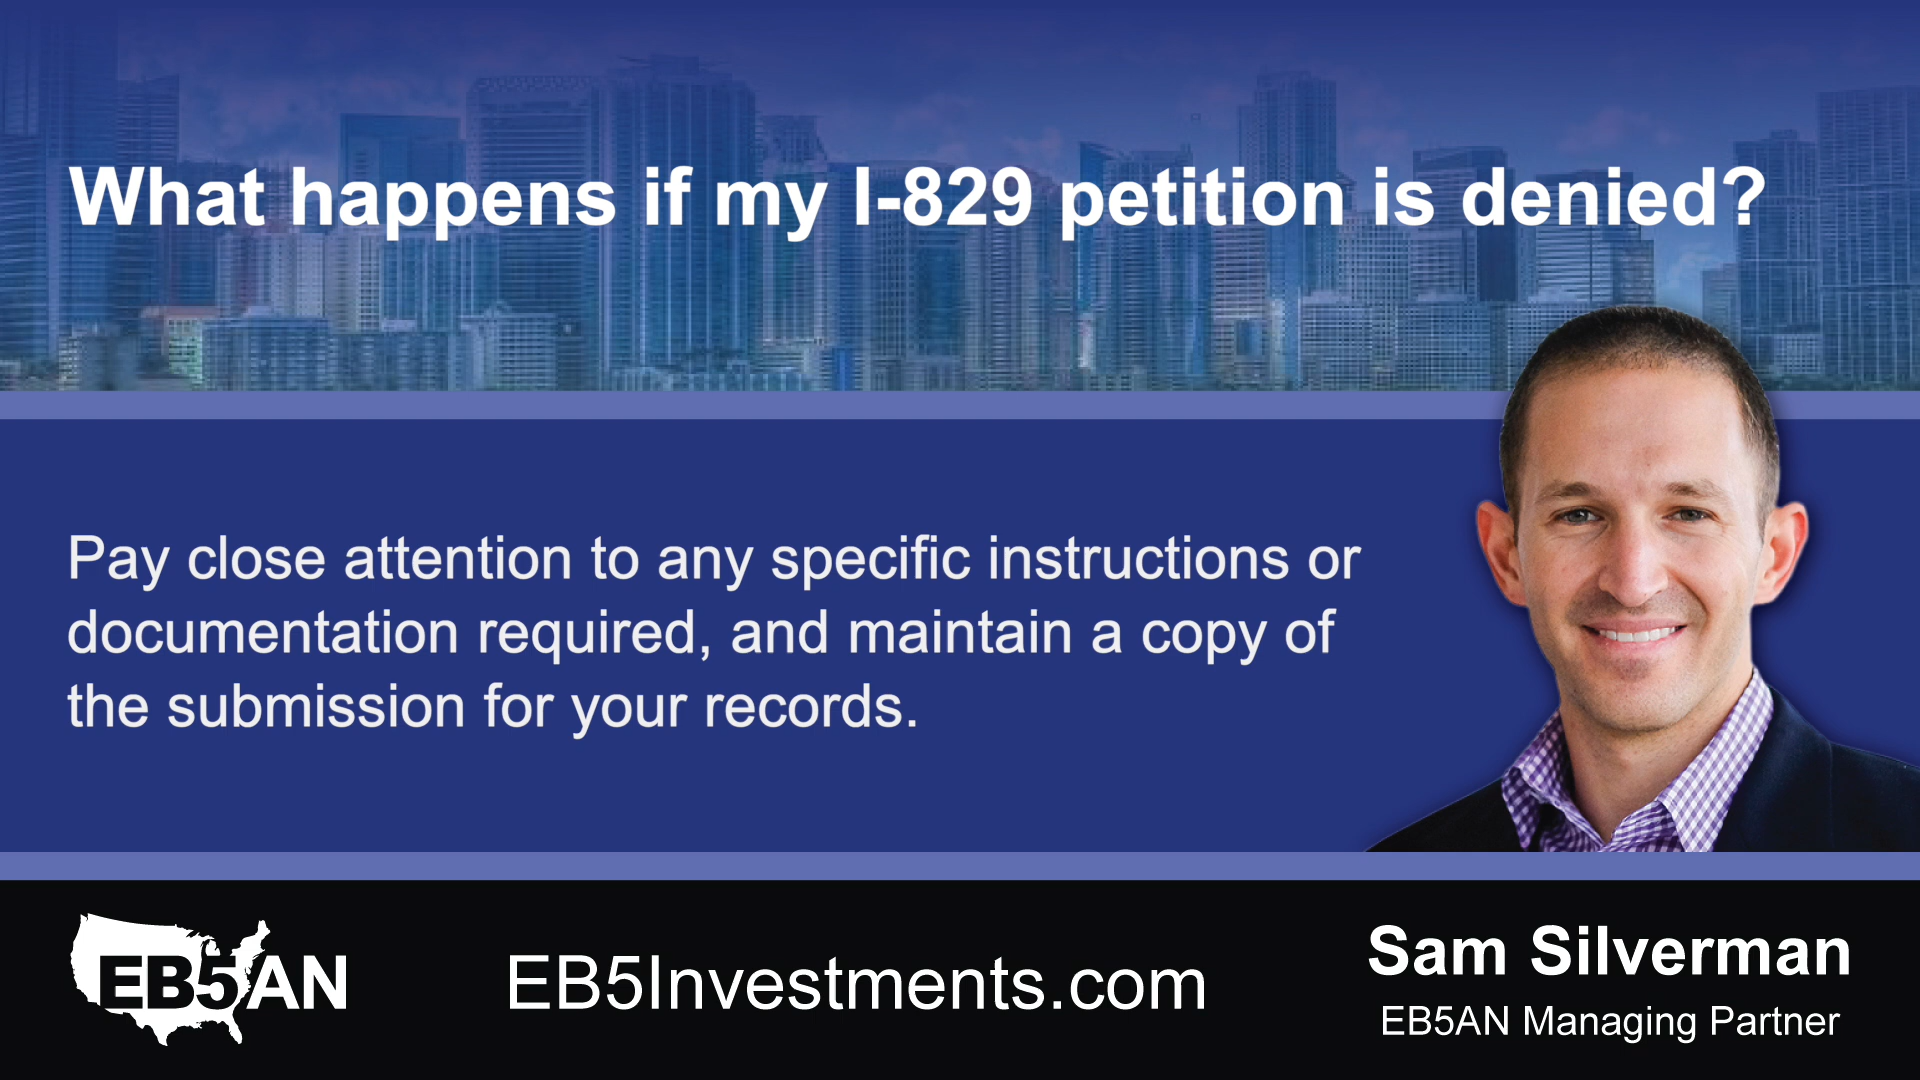 What happens if my I-829 petition is denied?
Pay close attention to any specific instructions or
documentation required, and maintain a copy of
the submission for your records.
EB5AN
EB5Investments.com
Sam Silverman
EB5AN Managing Partner